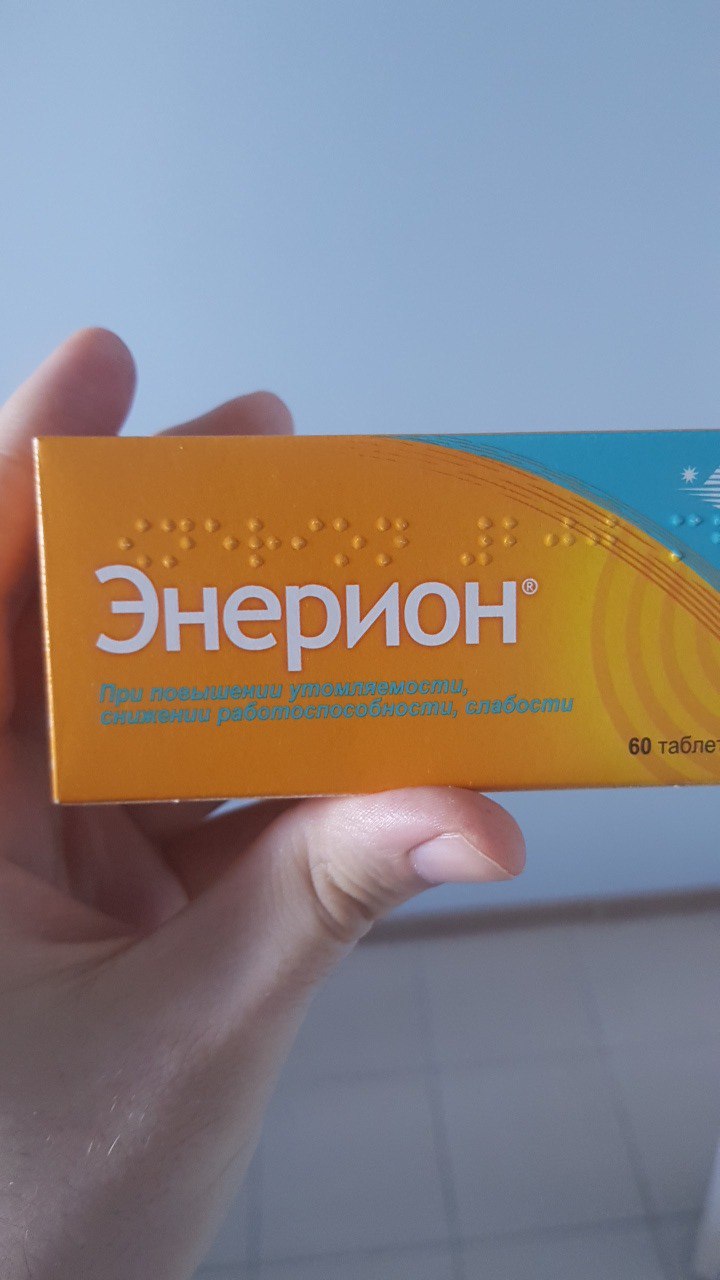 Энерион®
При повышении утомляемости,
снижении работоспособности, слабости
60 таблет